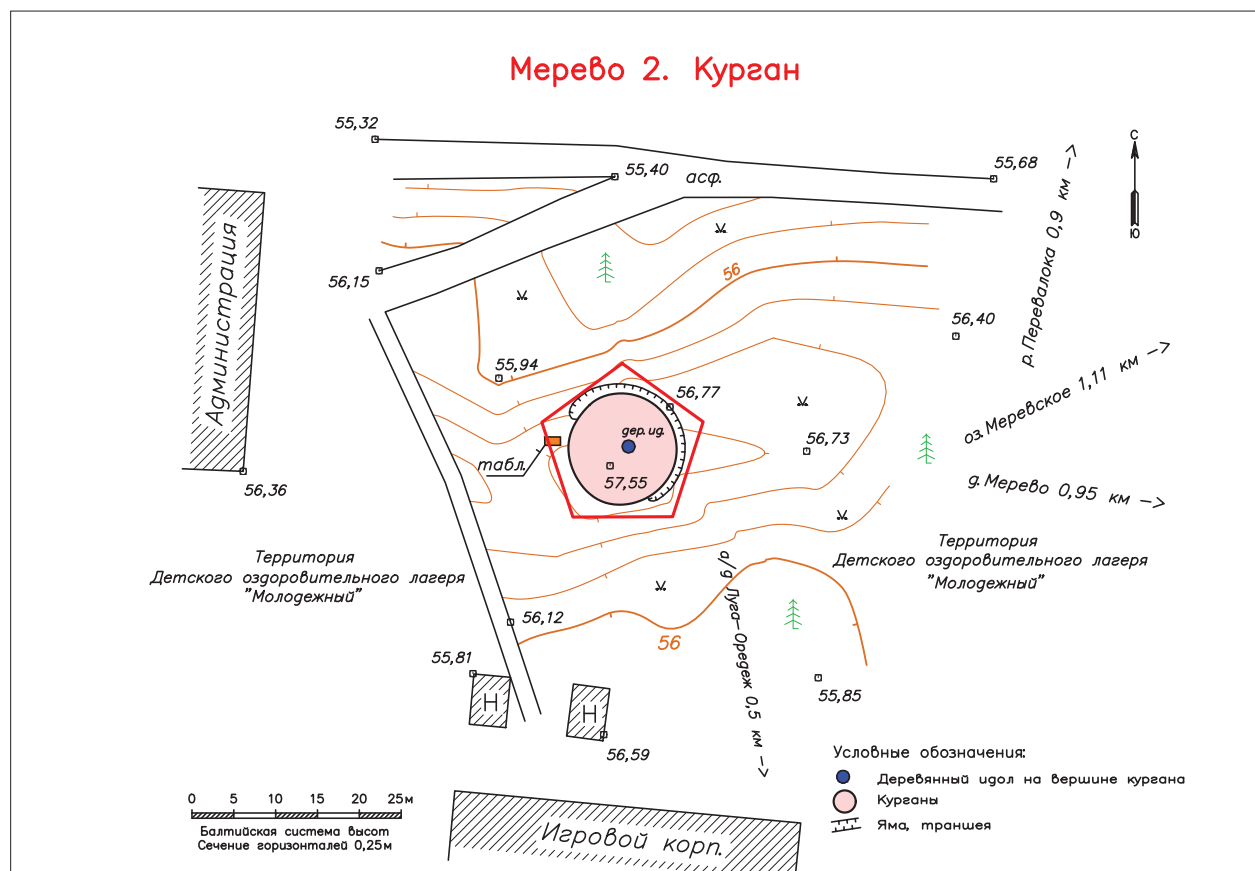 Мерево 2. Курган
55,32
55,40
асф.
55,68
С
Ю
р. Перевалока 0,9 км —>
56,15
56
56,40
Администрация
55,94
56,77
оз. Меревское 1,11 км —>
дер. ид.
56,73
табл.
57,55
56,36
д. Мерево 0,95 км —>
Территория
Детского оздоровительного лагеря
"Молодежный"
Территория
Детского оздоровительного лагеря
"Молодежный"
а/д Луга-Оредеж 0,5 км —>
56,12
56
55,81
55,85
Н
Н
56,59
Условные обозначения:
Деревянный идол на вершине кургана
Курганы
Яма, траншея
0 5 10 15 20 25м
Балтийская система высот
Сечение горизонталей 0,25м
Игровой корп.